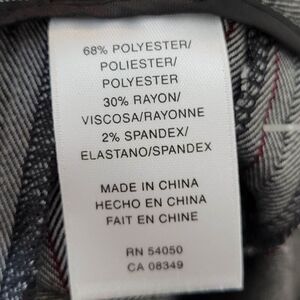 68% POLYESTER/
POLIESTER/
POLYESTER
30% RAYON/
VISCOSA/RAYONNE
2% SPANDEX/
ELASTANO/SPANDEX
MADE IN CHINA
HECHO EN CHINA
FAIT EN CHINE
RN 54050
CA 08349